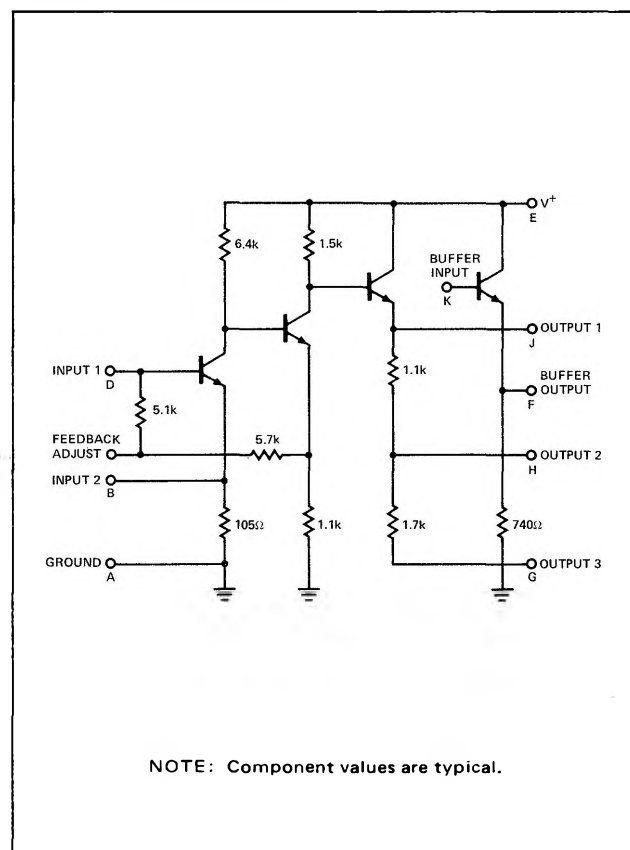 V+
E
6.4k
1.5k
BUFFER
INPUT
K
OUTPUT 1
J
INPUT 1
D
1.1k
BUFFER
OUTPUT
F
5.1k
FEEDBACK
ADJUST
5.7k
OUTPUT 2
H
INPUT 2
B
105Ω
1.1k
1.7k
740Ω
GROUND
A
OUTPUT 3
G
NOTE: Component values are typical.